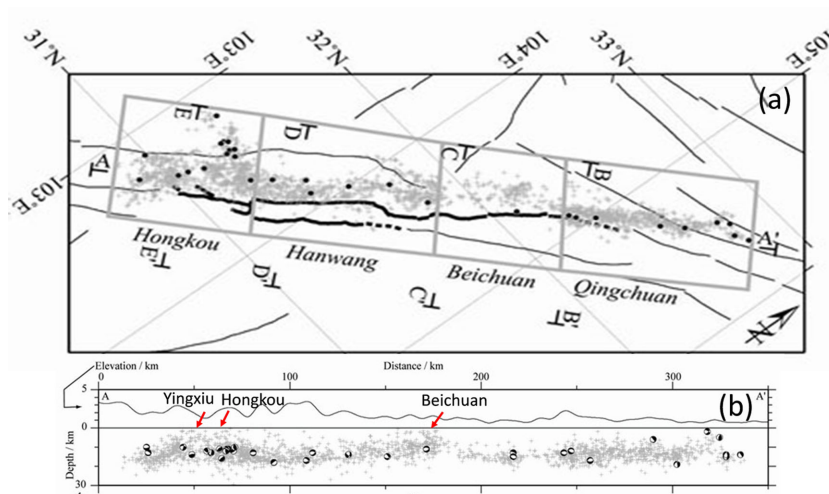 31°N
103°E
32°N
104°E
33°N
105°E
(a)
E
D
C
B
A
103°E
A'
Hongkou
Hanwang
Beichuan
Qingchuan
E'
D'
C'
B'
N
Elevation / km
Distance / km
0
100
200
300
5
A
Yingxiu
Hongkou
Beichuan
(b)
A'
0
Depth / km
30